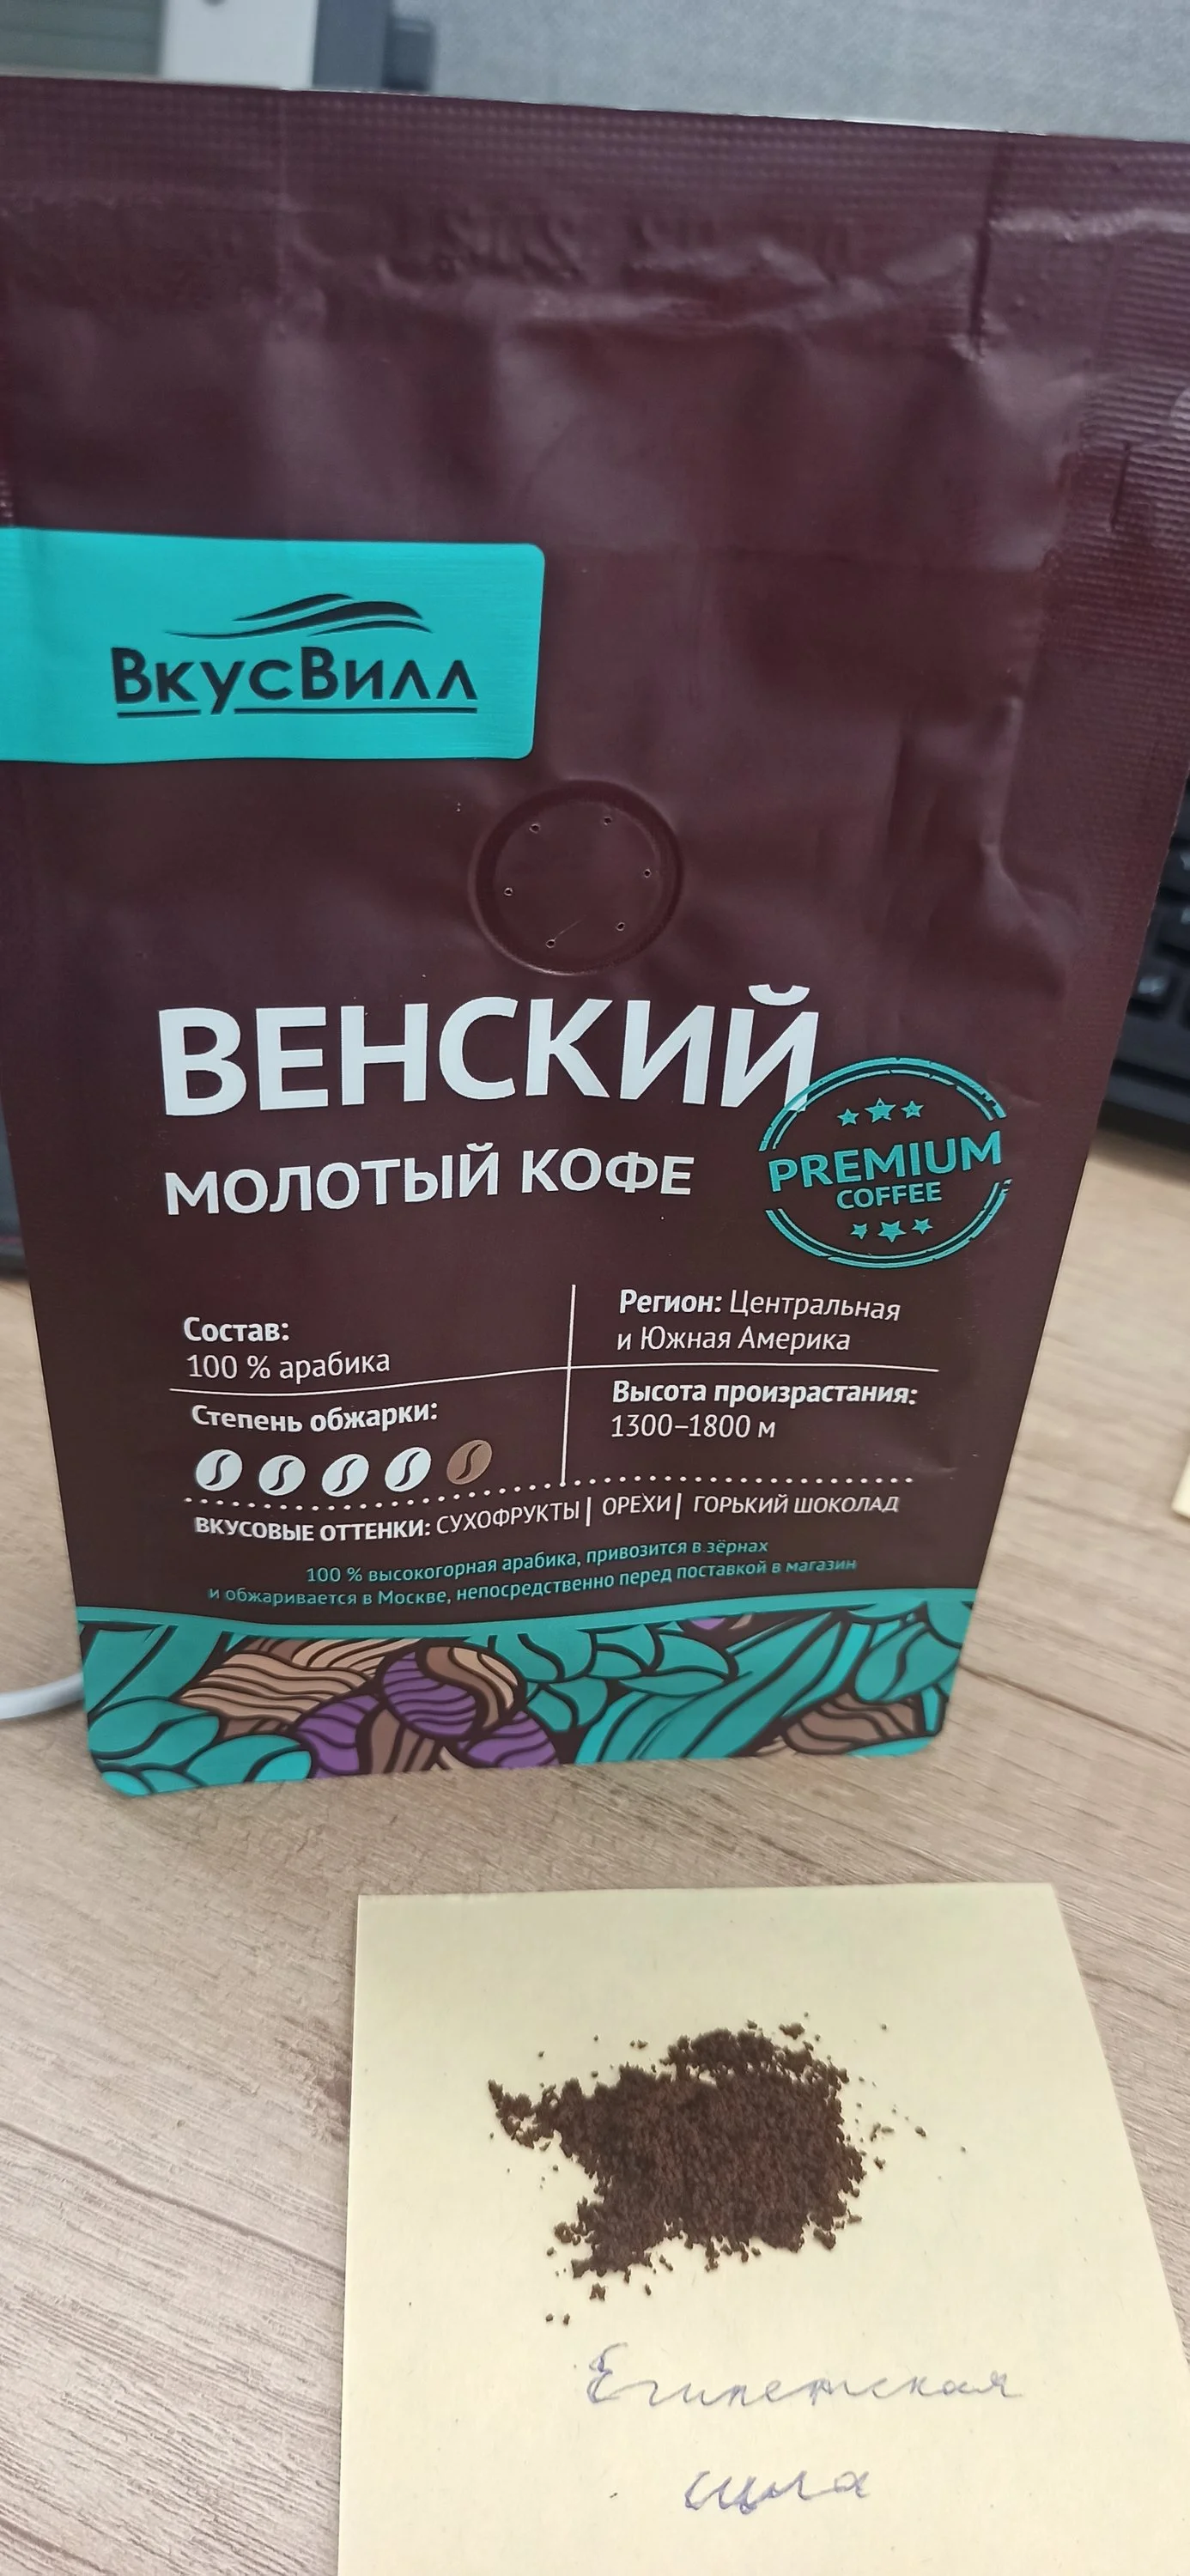 ВкусВилл
ВЕНСКИЙ
МОЛОТЫЙ КОФЕ
PREMIUM
COFFEE
Состав:
100 % арабика
Регион: Центральная
и Южная Америка
Степень обжарки:
Высота произрастания:
1300–1800 м
ВКУСОВЫЕ ОТТЕНКИ: СУХОФРУКТЫ | ОРЕХИ | ГОРЬКИЙ ШОКОЛАД
100 % высокогорная арабика, привозится в зёрнах
и обжаривается в Москве, непосредственно перед поставкой в магазин
Египетская